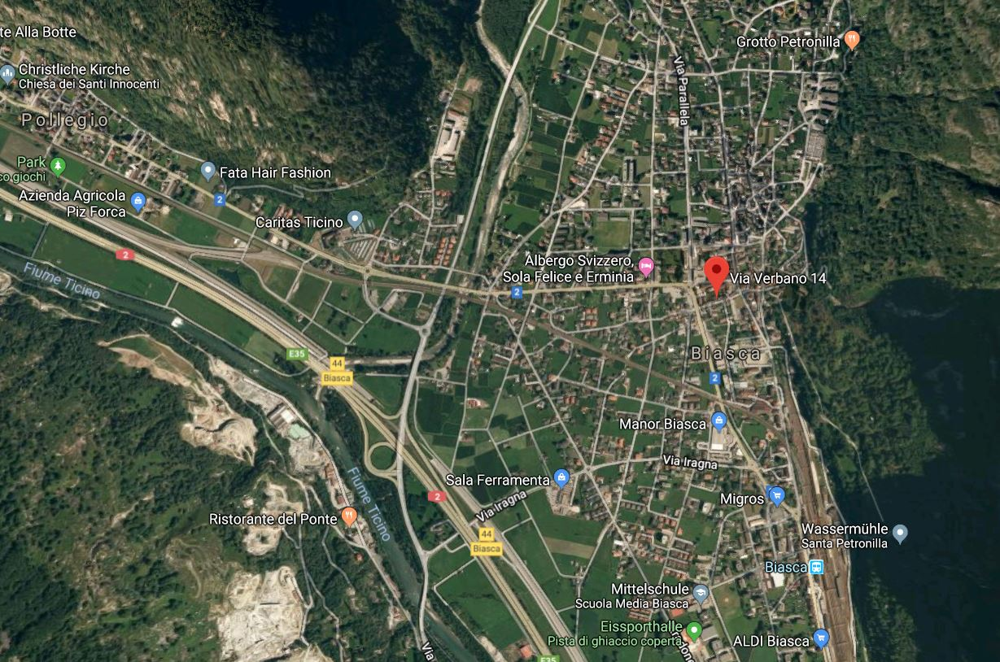 te Alla Botte
Grotto Petronilla
Christliche Kirche
Chiesa dei Santi Innocenti
Via Parallela
Pollegio
Park
co giochi
Fata Hair Fashion
2
Azienda Agricola
Piz Forca
Caritas Ticino
2
Fiume Ticino
Albergo Svizzero,
Sola Felice e Erminia
Via Verbano 14
2
E35
44
Biasca
Biasca
2
Manor Biasca
Via Iragna
Sala Ferramenta
Fiume Ticino
2
Via Iragna
Migros
Ristorante del Ponte
44
Biasca
Wassermühle
Santa Petronilla
Biasca
Mittelschule
Scuola Media Biasca
Eissporthalle
Pista di ghiaccio coperta
ALDI Biasca
Via
E35